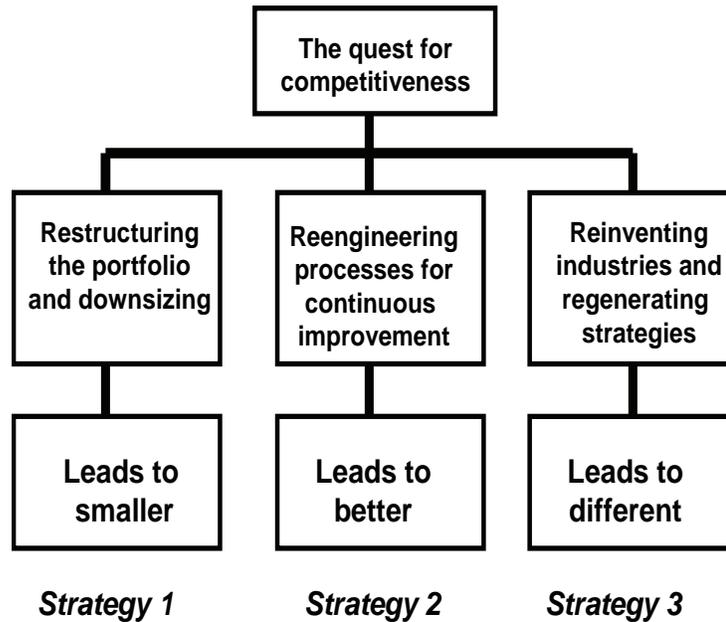 The quest for
competitiveness
Restructuring
the portfolio
and downsizing
Reengineering
processes for
continuous
improvement
Reinventing
industries and
regenerating
strategies
Leads to
smaller
Leads to
better
Leads to
different
Strategy 1
Strategy 2
Strategy 3